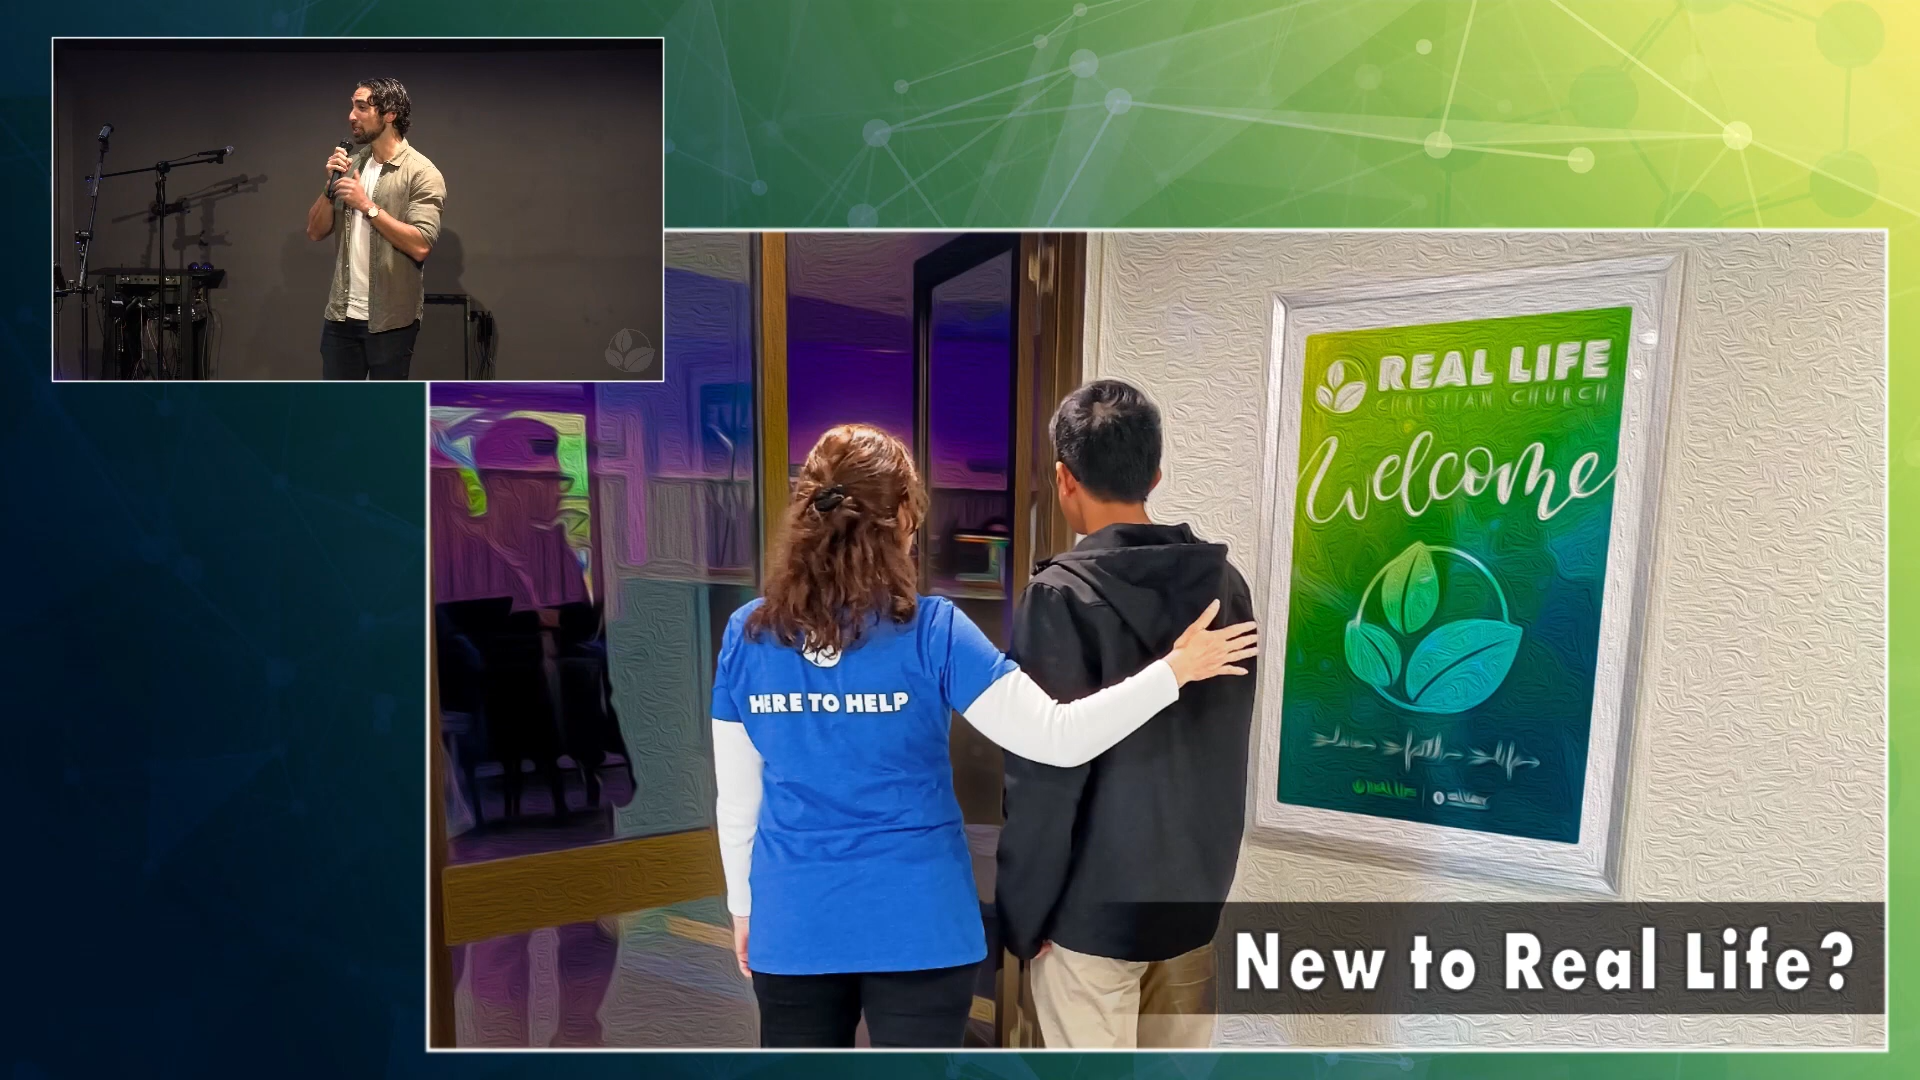 REAL LIFE
CHRISTIAN CHURCH
welcome
HERE TO HELP
New to Real Life?